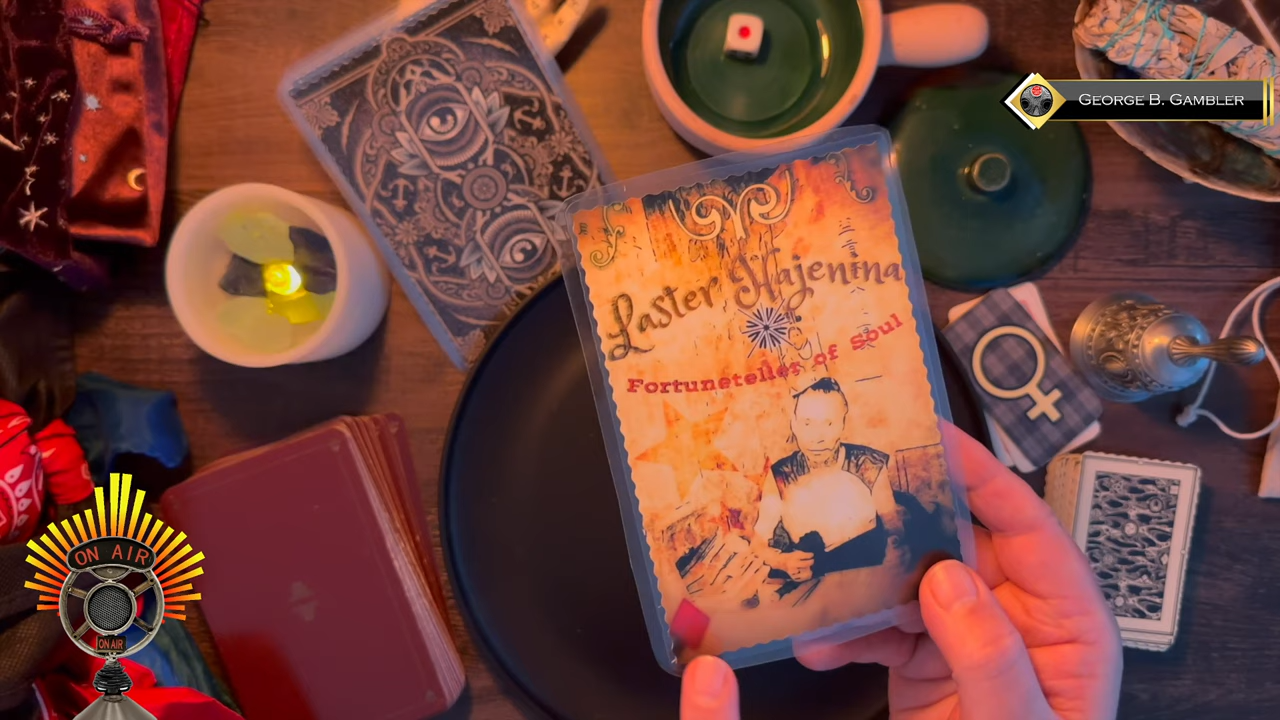 George B. Gambler
Laster Hajenina
Fortuneteller of Soul
ON AIR
ON AIR